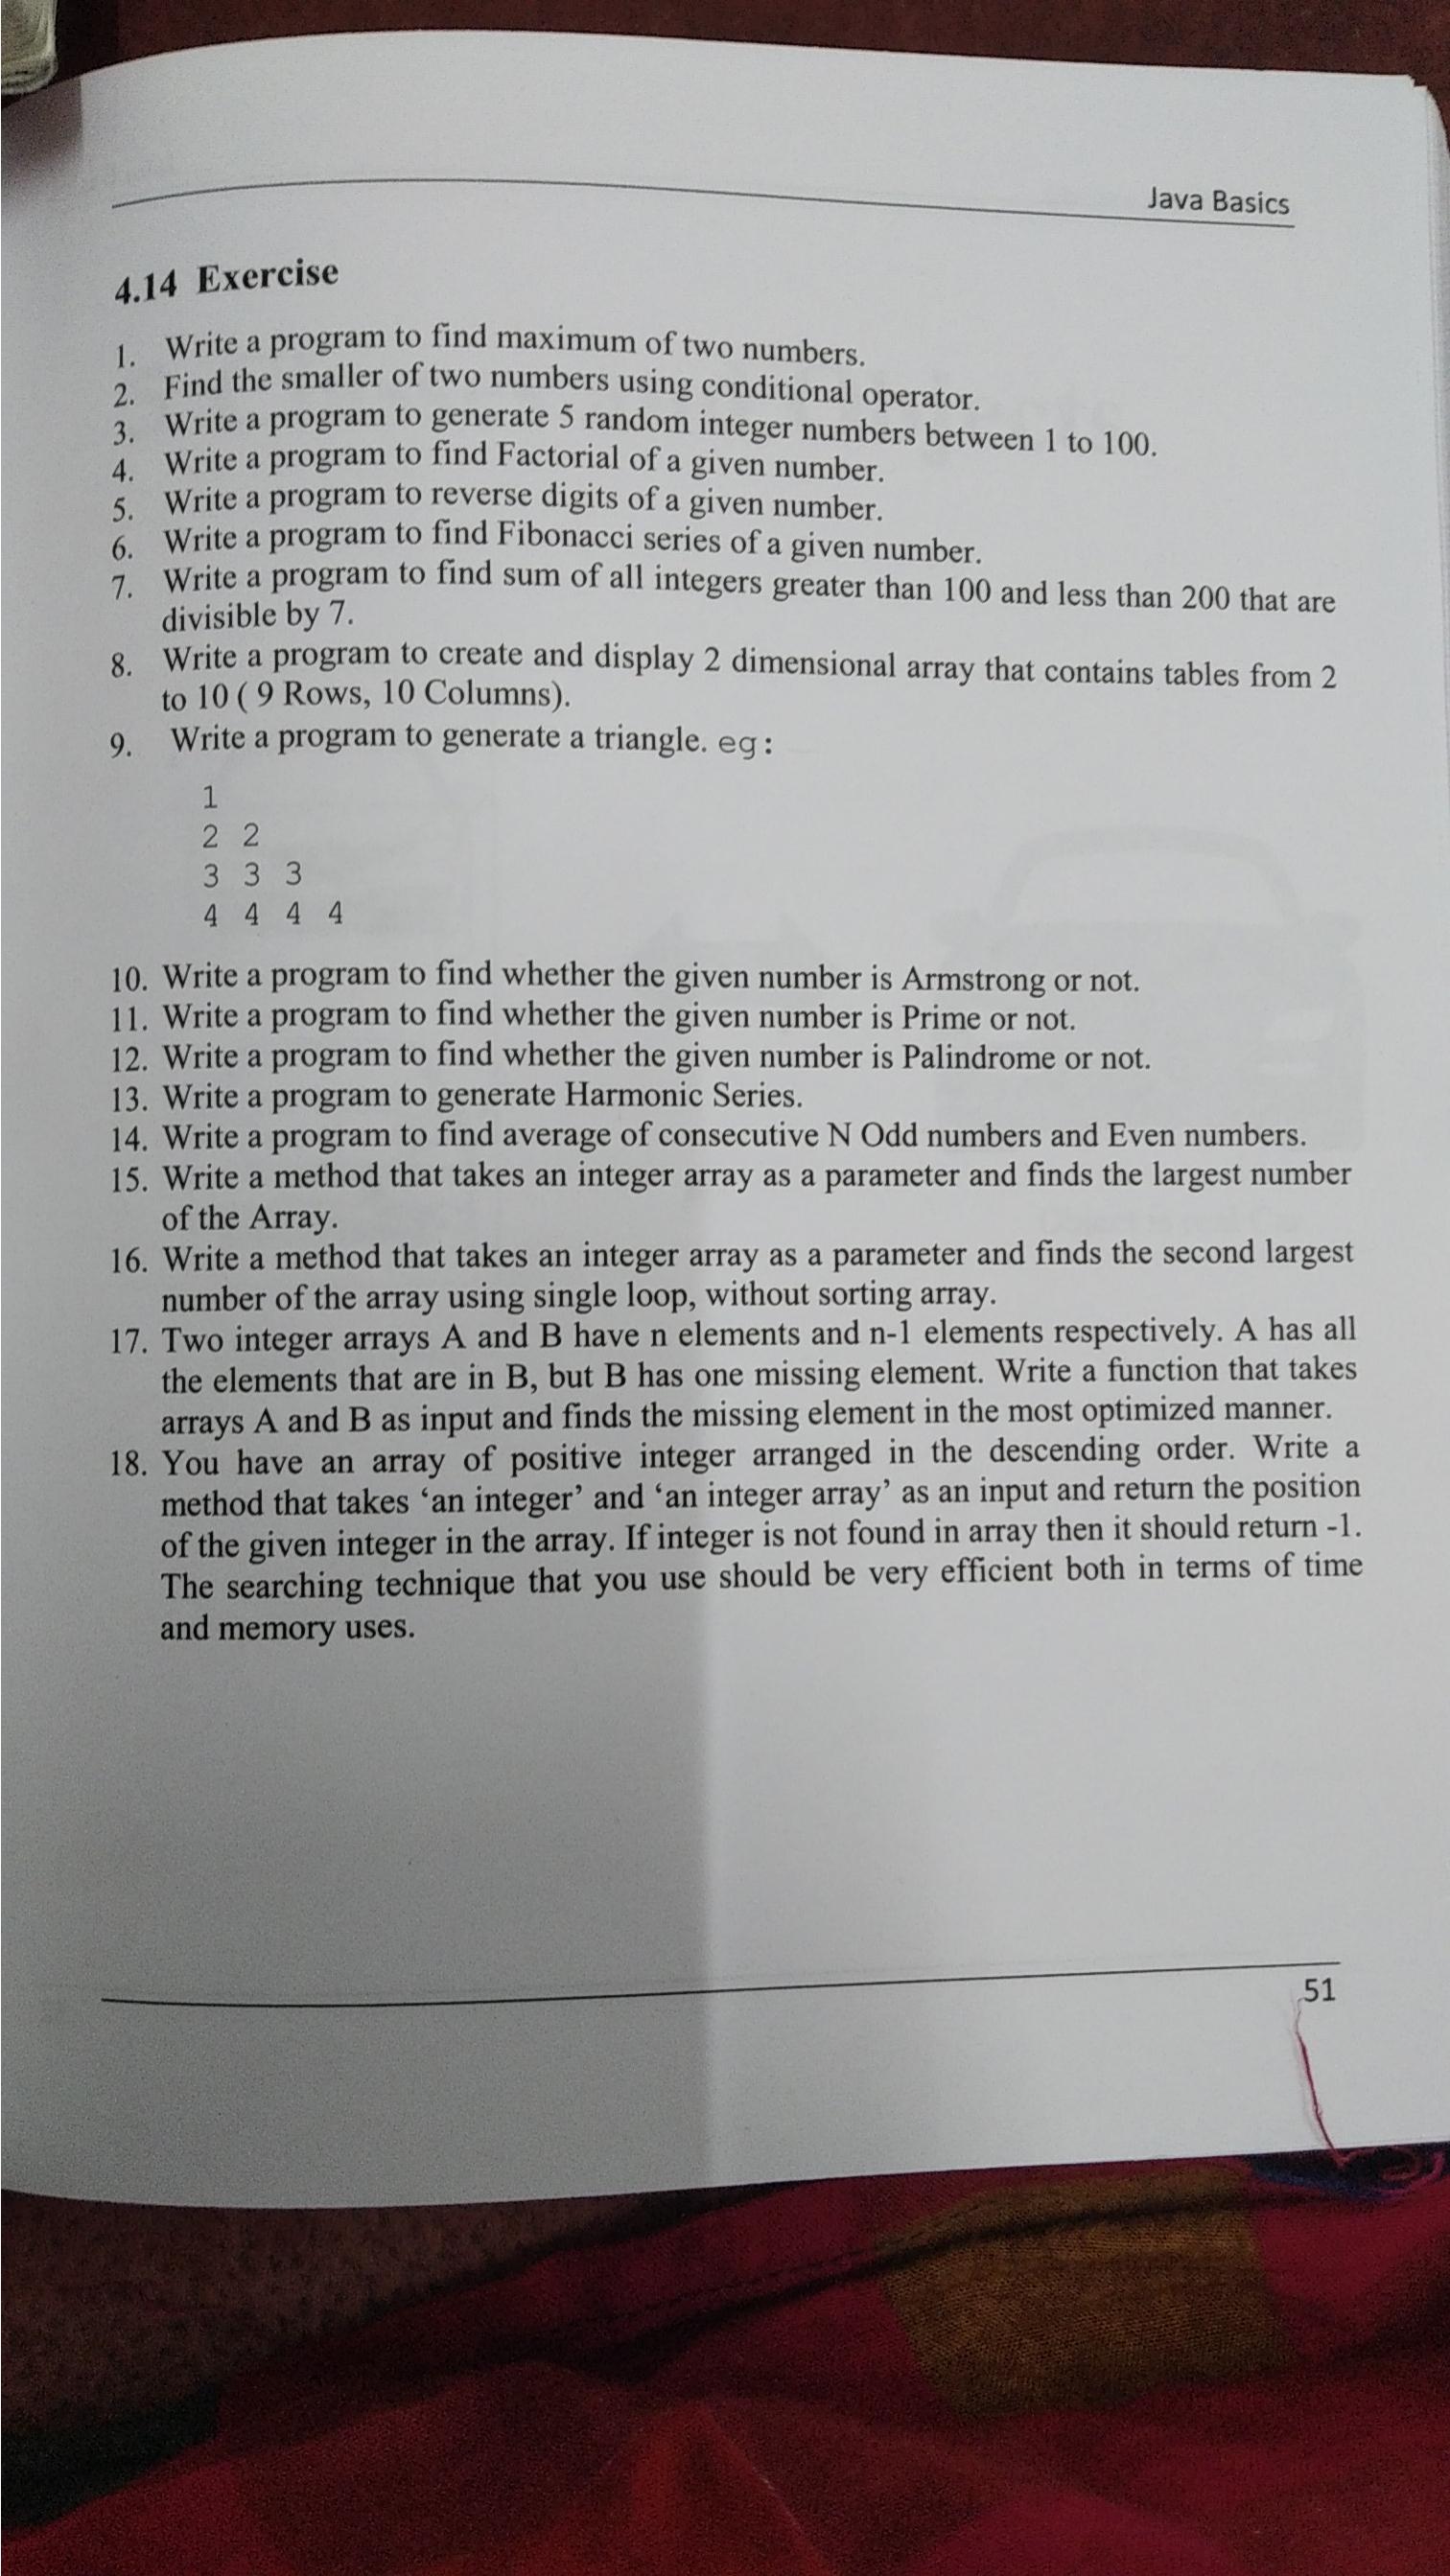 Java Basics
4.14 Exercise
1. Write a program to find maximum of two numbers.
2. Find the smaller of two numbers using conditional operator.
3. Write a program to generate 5 random integer numbers between 1 to 100.
4. Write a program to find Factorial of a given number.
5. Write a program to reverse digits of a given number.
6. Write a program to find Fibonacci series of a given number.
7. Write a program to find sum of all integers greater than 100 and less than 200 that are
divisible by 7.
8. Write a program to create and display 2 dimensional array that contains tables from 2
to 10 ( 9 Rows, 10 Columns).
9. Write a program to generate a triangle. eg:
1
2 2
3 3 3
4 4 4 4
10. Write a program to find whether the given number is Armstrong or not.
11. Write a program to find whether the given number is Prime or not.
12. Write a program to find whether the given number is Palindrome or not.
13. Write a program to generate Harmonic Series.
14. Write a program to find average of consecutive N Odd numbers and Even numbers.
15. Write a method that takes an integer array as a parameter and finds the largest number
of the Array.
16. Write a method that takes an integer array as a parameter and finds the second largest
number of the array using single loop, without sorting array.
17. Two integer arrays A and B have n elements and n-1 elements respectively. A has all
the elements that are in B, but B has one missing element. Write a function that takes
arrays A and B as input and finds the missing element in the most optimized manner.
18. You have an array of positive integer arranged in the descending order. Write a
method that takes ‘an integer’ and ‘an integer array’ as an input and return the position
of the given integer in the array. If integer is not found in array then it should return -1.
The searching technique that you use should be very efficient both in terms of time
and memory uses.
51